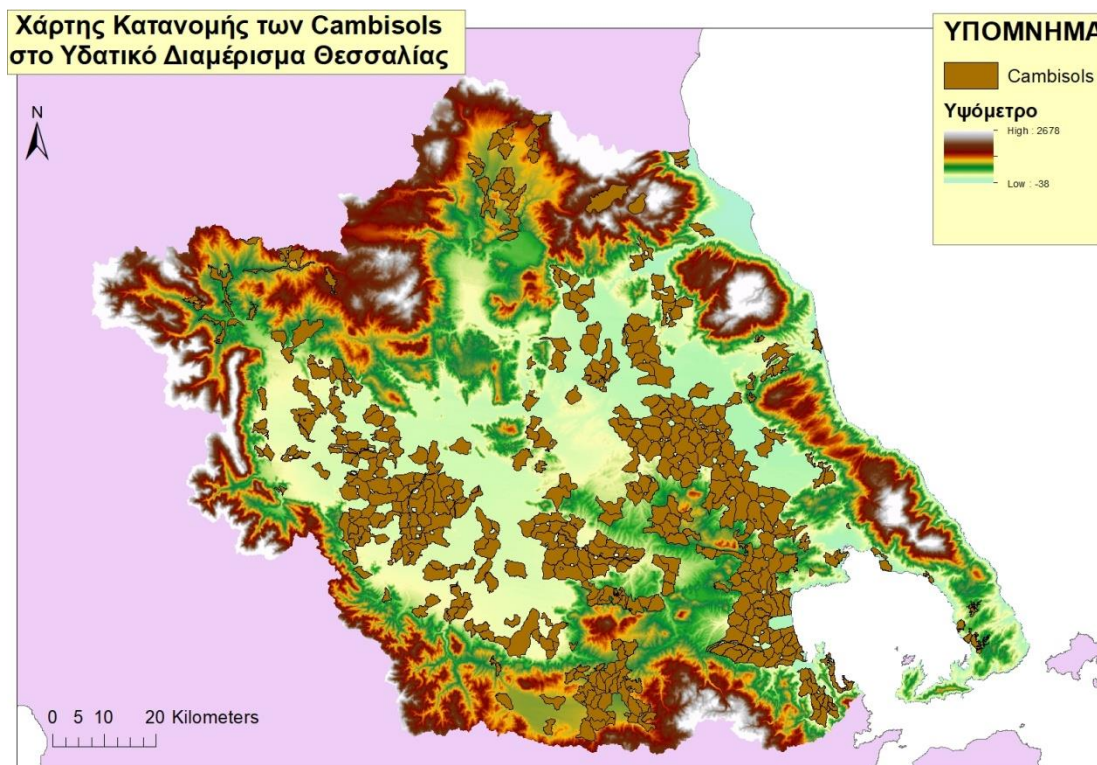 Χάρτης Κατανομής των Cambisols
στο Υδατικό Διαμέρισμα Θεσσαλίας
ΥΠΟΜΝΗΜΑ
Cambisols
Υψόμετρο
High : 2678
Low : -38
N
0 5 10 20 Kilometers